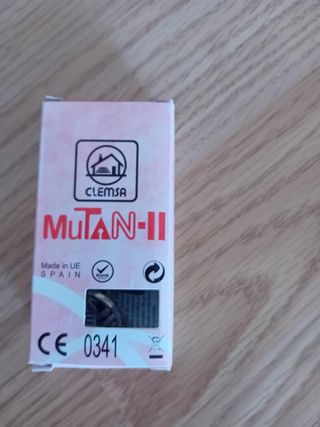 CLEMSA
MuTAN-II
Made in UE
SPAIN
CE 0341